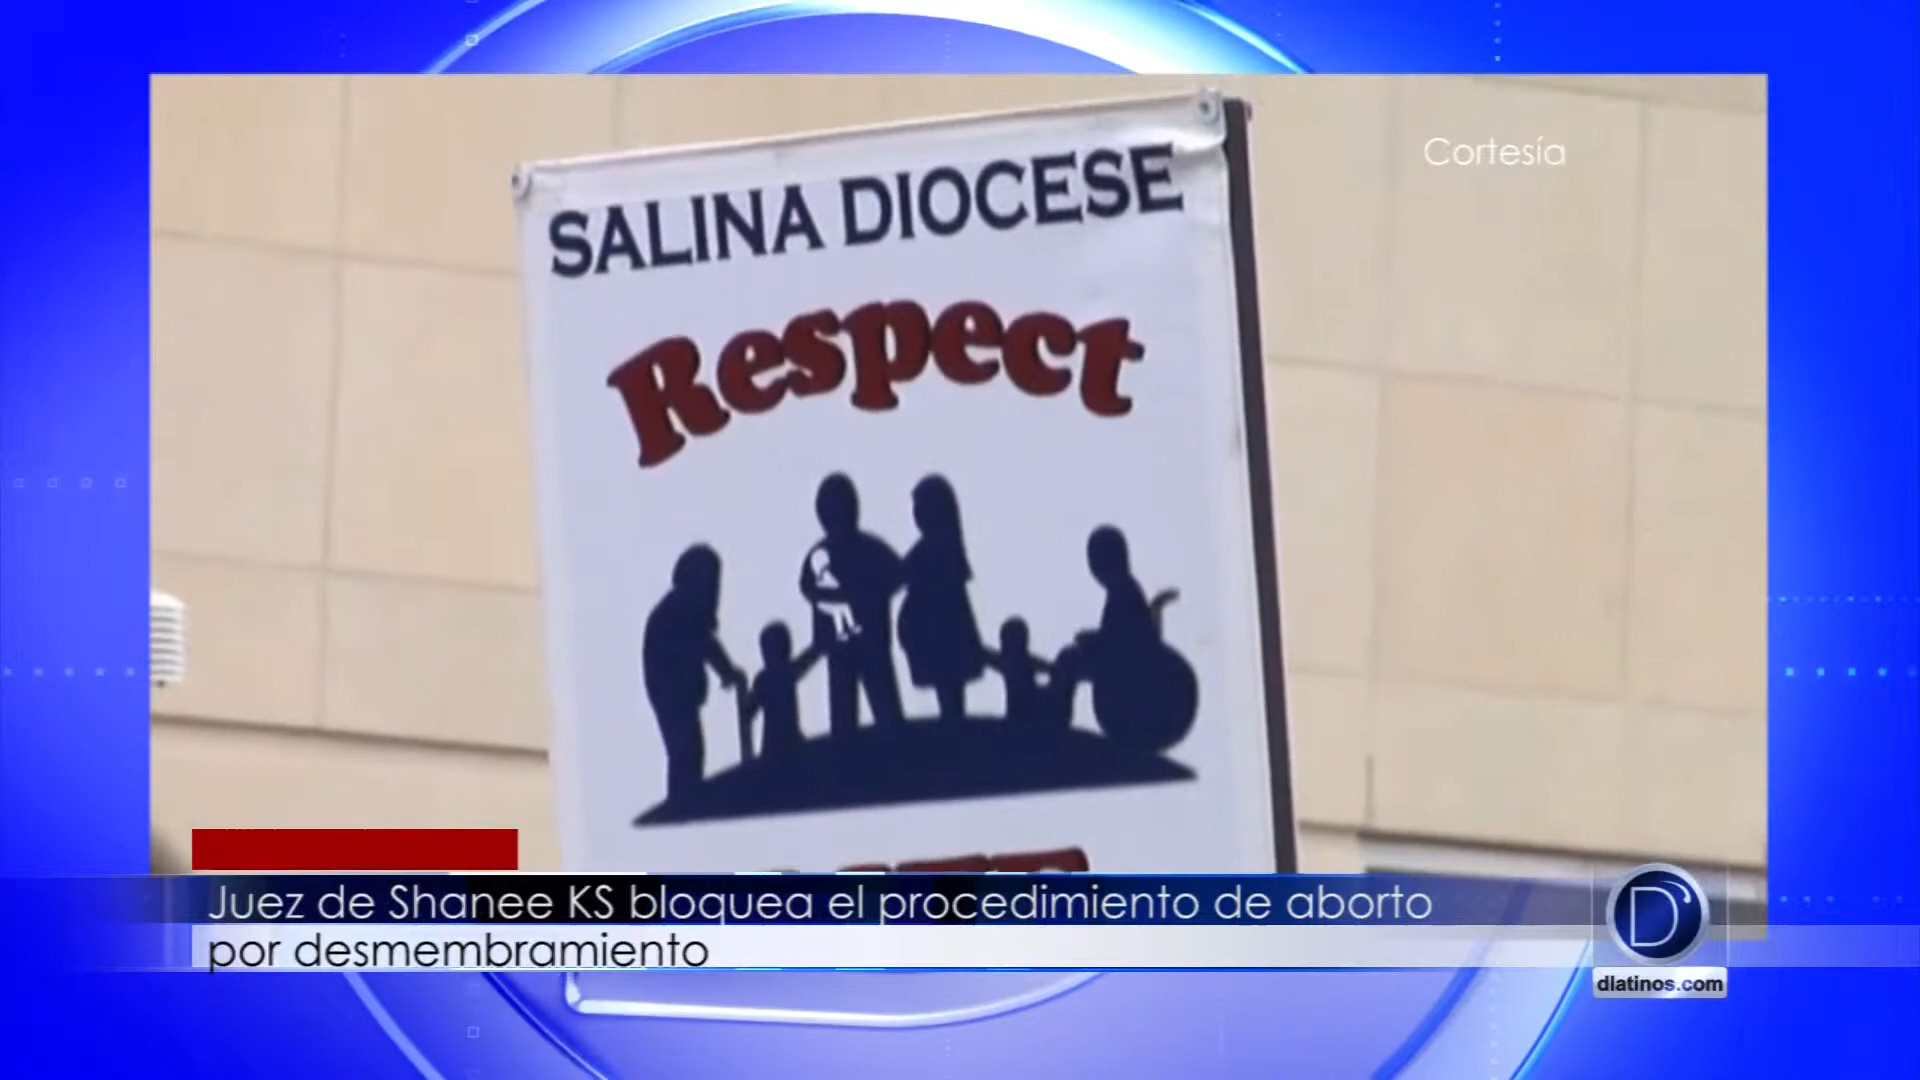 Cortesía
SALINA DIOCESE
Respect
Juez de Shanee KS bloquea el procedimiento de aborto
por desmembramiento
D
dlatinos.com